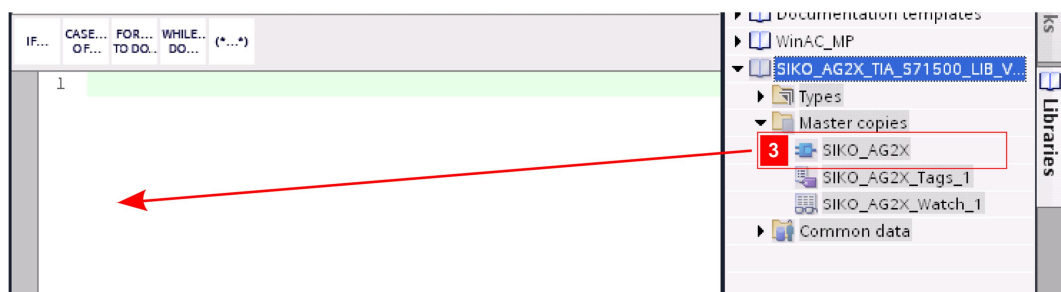 IF... CASE... OF... FOR... TO DO... WHILE.. DO... (*...*)
1
Documentation templates
WinAC_MP
SIKO_AG2X_TIA_S71500_LIB_V...
Types
Master copies
3 SIKO_AG2X
SIKO_AG2X_Tags_1
SIKO_AG2X_Watch_1
Common data
ks
Libraries